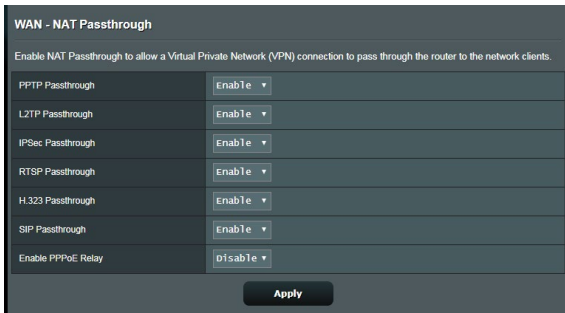 WAN - NAT Passthrough
Enable NAT Passthrough to allow a Virtual Private Network (VPN) connection to pass through the router to the network clients.
PPTP Passthrough Enable
L2TP Passthrough Enable
IPSec Passthrough Enable
RTSP Passthrough Enable
H.323 Passthrough Enable
SIP Passthrough Enable
Enable PPPoE Relay Disable
Apply